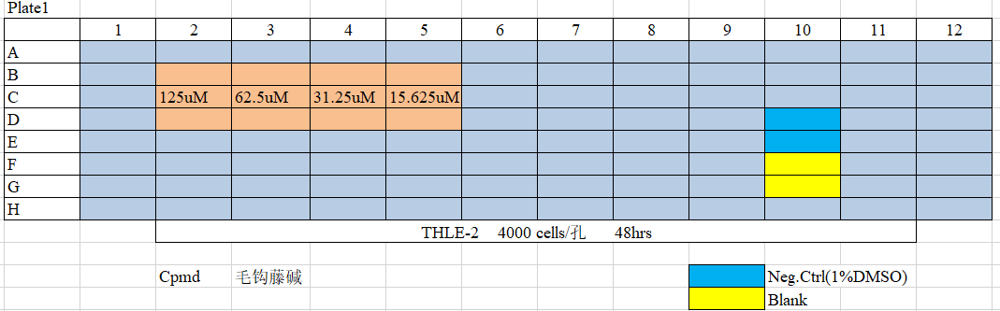 Plate1
1 2 3 4 5 6 7 8 9 10 11 12
A
B
C 125uM 62.5uM 31.25uM 15.625uM
D
E
F
G
H
THLE-2 4000 cells/孔 48hrs
Cpmd 毛钩藤碱 Neg.Ctrl(1%DMSO)
Blank